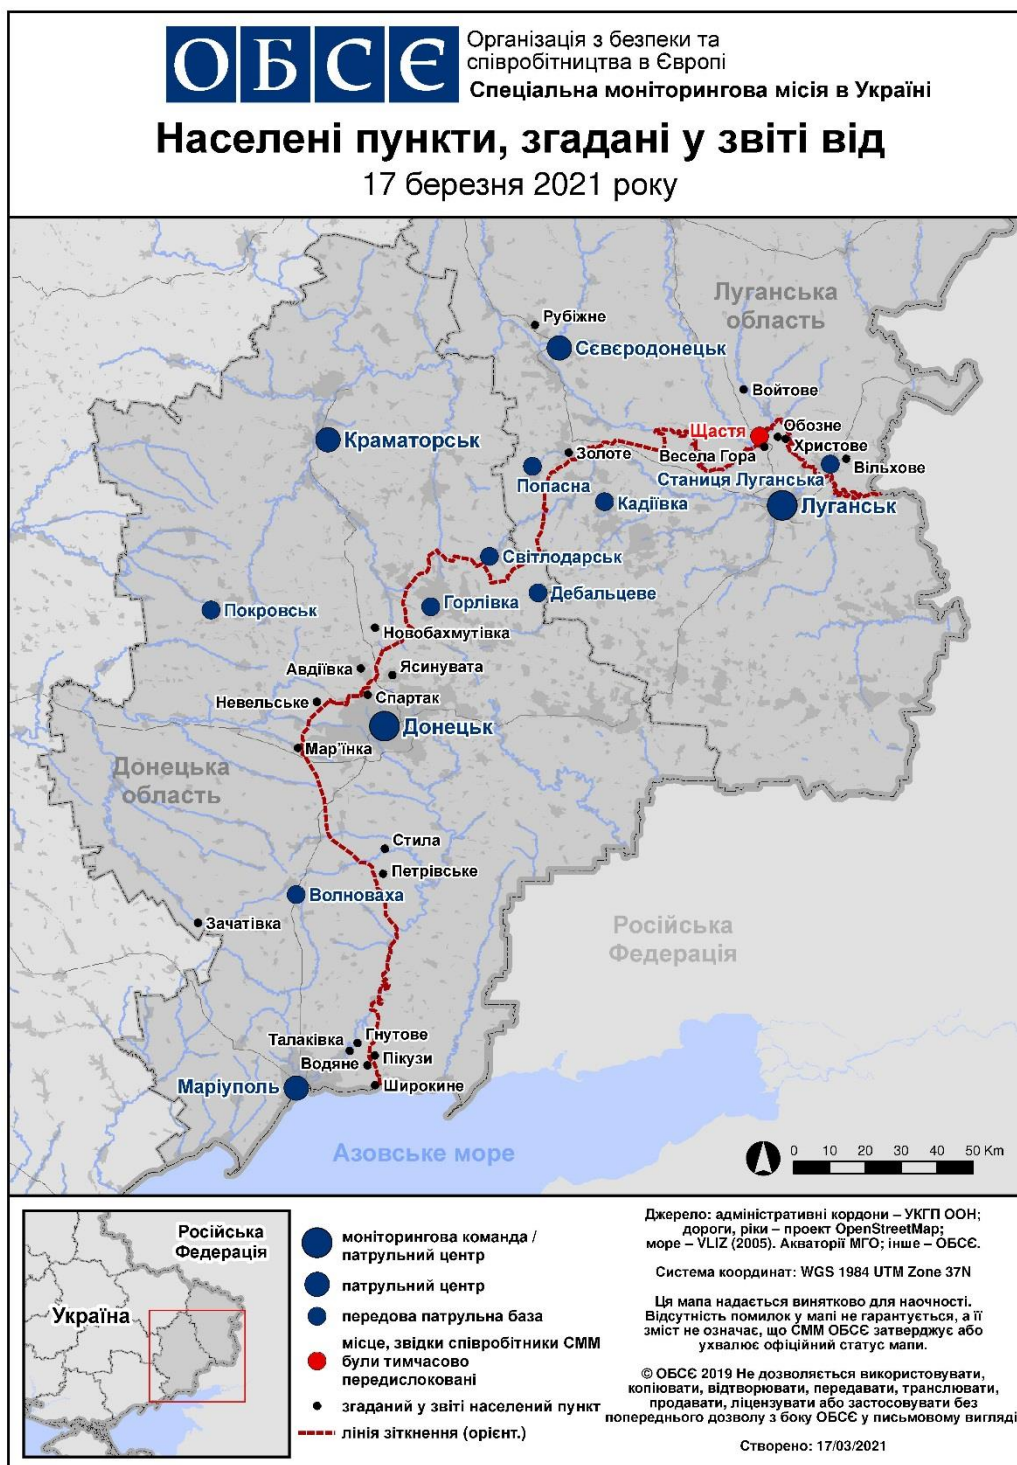 ОБСЄ
Організація з безпеки та
співробітництва в Європі
Спеціальна моніторингова місія в Україні
Населені пункти, згадані у звіті від
17 березня 2021 року
Луганська
область
Рубіжне
Сєвєродонецьк
Войтове
Щастя
Обозне
Христове
Весела Гора
Вільхове
Станиця Луганська
Луганськ
Краматорськ
Золоте
Попасна
Кадіївка
Світлодарськ
Дебальцеве
Горлівка
Покровськ
Новобахмутівка
Авдіївка
Ясинувата
Невельське
Спартак
Донецьк
Мар'їнка
Донецька
область
Стила
Петрівське
Волноваха
Зачатівка
Російська
Федерація
Гнутове
Талаківка
Пікузи
Водяне
Широкине
Маріуполь
Азовське море
0 10 20 30 40 50 Km
Російська
Федерація
Україна
моніторингова команда /
патрульний центр
патрульний центр
передова патрульна база
місце, звідки співробітники СММ
були тимчасово
передислоковані
згаданий у звіті населений пункт
лінія зіткнення (орієнт.)
Джерело: адміністративні кордони – УКГП ООН;
дороги, ріки – проект OpenStreetMap;
море – VLIZ (2005). Акваторії МГО; інше – ОБСЄ.
Система координат: WGS 1984 UTM Zone 37N
Ця мапа надається винятково для наочності.
Відсутність помилок у мапі не гарантується, а її
зміст не означає, що СММ ОБСЄ затверджує або
ухвалює офіційний статус мапи.
© ОБСЄ 2019 Не дозволяється використовувати,
копіювати, відтворювати, передавати, транслювати,
продавати, ліцензувати або застосовувати без
попереднього дозволу з боку ОБСЄ у письмовому вигляді
Створено: 17/03/2021